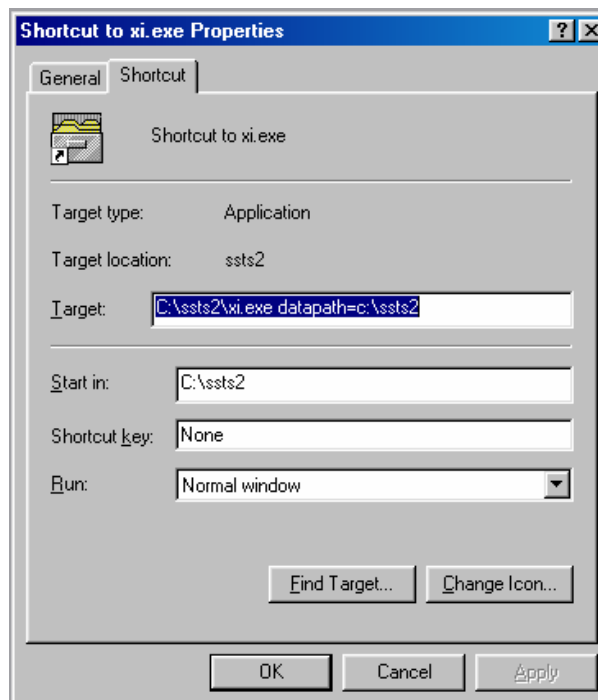 Shortcut to xi.exe Properties
General Shortcut
Shortcut to xi.exe
Target type: Application
Target location: ssts2
Target: C:\ssts2\xi.exe datapath=c:\ssts2
Start in: C:\ssts2
Shortcut key: None
Run: Normal window
Find Target... Change Icon...
OK Cancel Apply